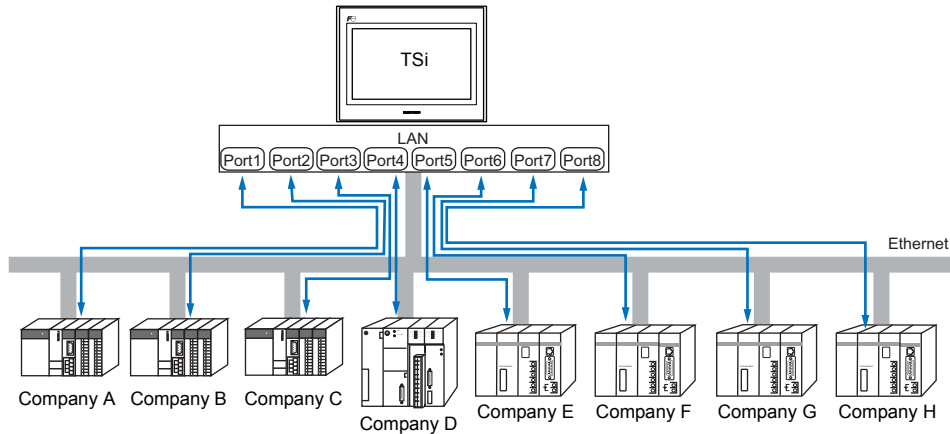 TSi
LAN
Port1 Port2 Port3 Port4 Port5 Port6 Port7 Port8
Ethernet
Company A Company B Company C Company D Company E Company F Company G Company H